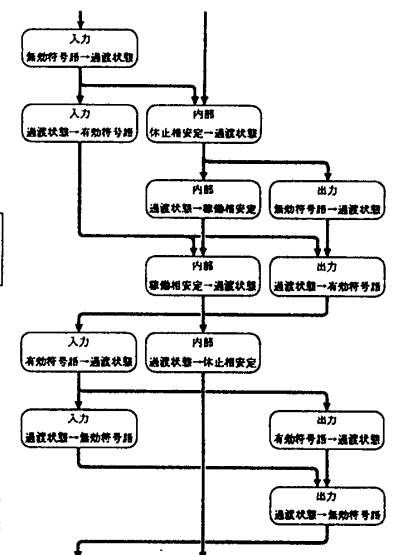 入力
無効符号語→過渡状態
入力
過渡状態→有効符号語
内部
休止相安定→過渡状態
内部
過渡状態→稼働相安定
出力
無効符号語→過渡状態
内部
稼働相安定→過渡状態
出力
過渡状態→有効符号語
入力
有効符号語→過渡状態
内部
過渡状態→休止相安定
入力
過渡状態→無効符号語
出力
有効符号語→過渡状態
出力
過渡状態→無効符号語